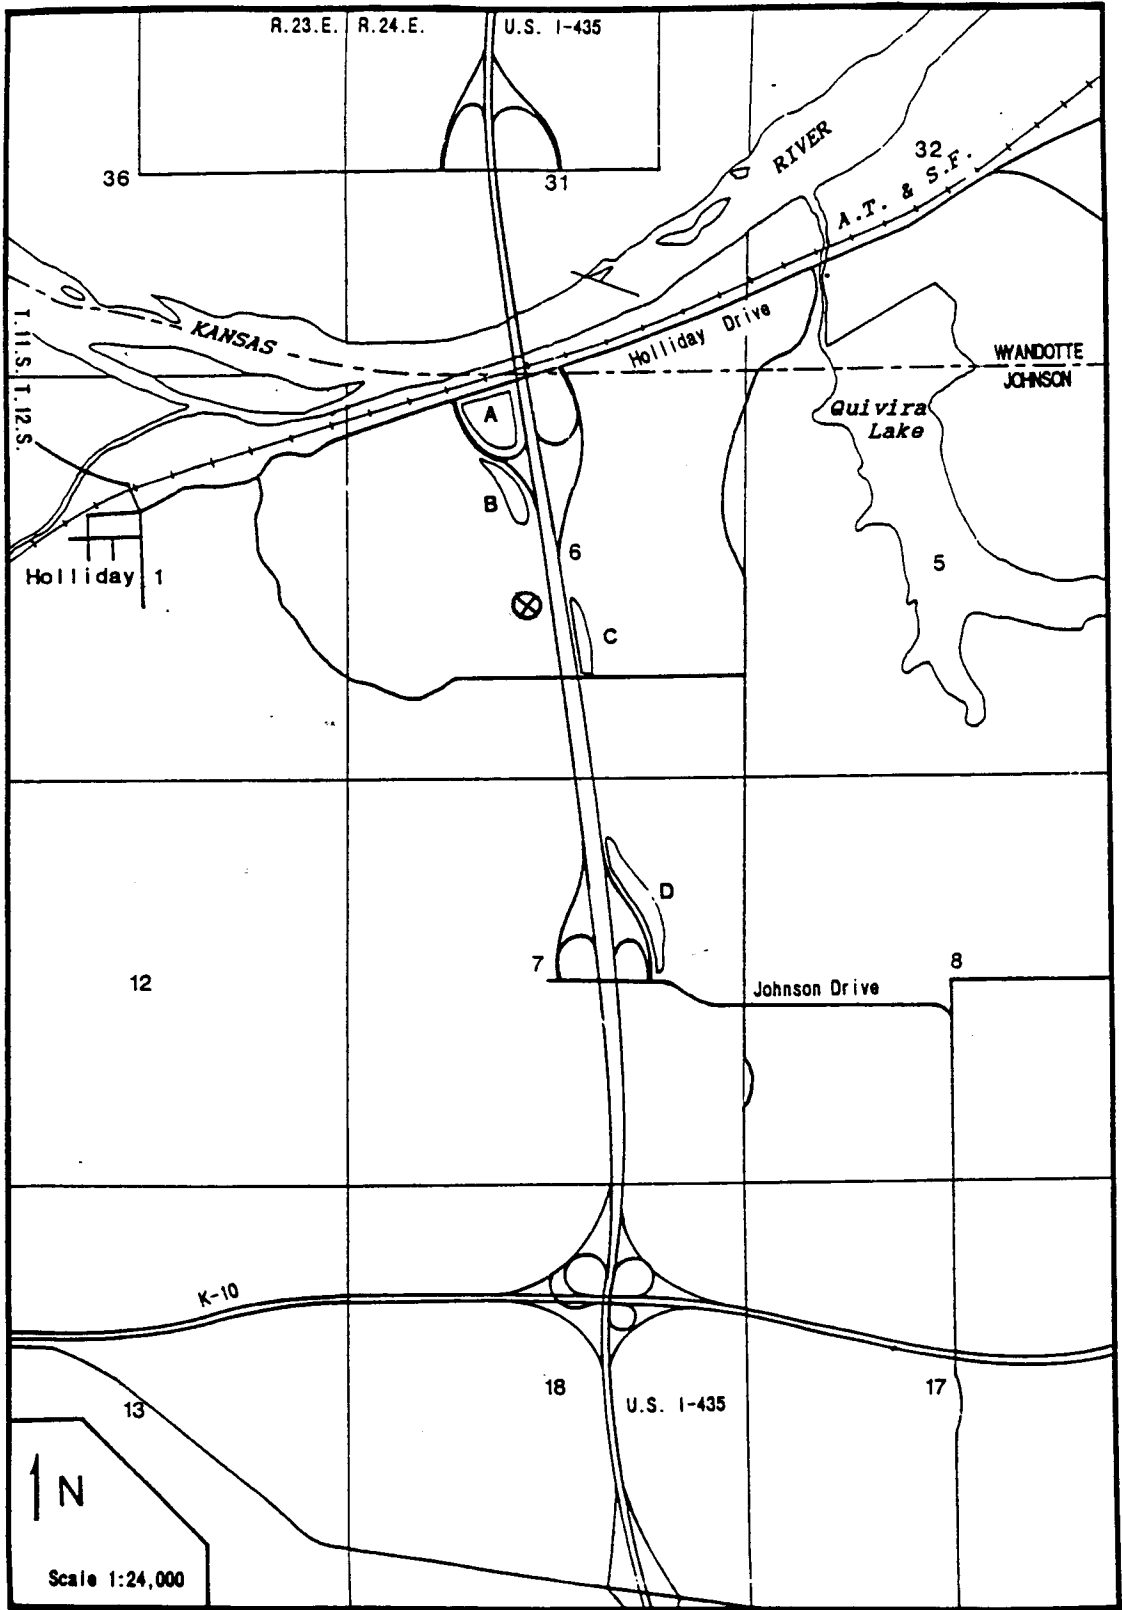 R.23.E. R.24.E. U.S. I-435
36
31
32
RIVER
A.T. & S.F.
KANSAS
Holliday Drive
T.11.S.
T.12.S.
WYANDOTTE
JOHNSON
A
Quivira
Lake
B
6
5
Holliday 1
C
D
7
8
12
Johnson Drive
K-10
18
17
13
U.S. I-435
N
Scale 1:24,000